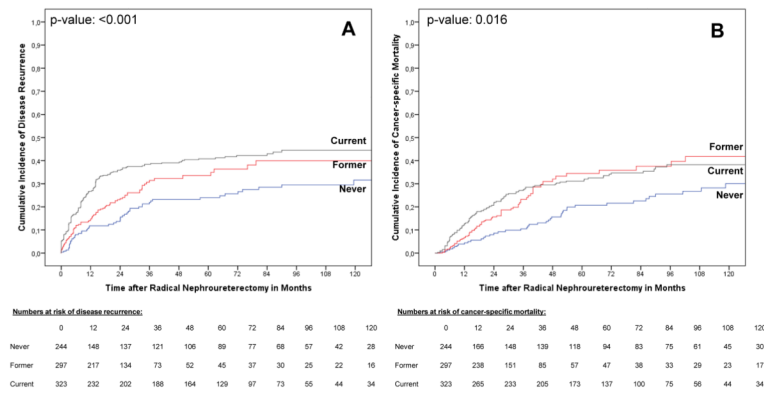 p-value: <0.001
A
Cumulative Incidence of Disease Recurrence
1,0
0,9
0,8
0,7
0,6
0,5
0,4
0,3
0,2
0,1
0,0
Current
Former
Never
0 12 24 36 48 60 72 84 96 108 120
Time after Radical Nephroureterectomy in Months
Numbers at risk of disease recurrence:
0 12 24 36 48 60 72 84 96 108 120
Never 244 148 137 121 106 89 77 68 57 42 28
Former 297 217 134 73 52 45 37 30 25 22 16
Current 323 232 202 188 164 129 97 73 55 44 34
p-value: 0.016
B
Cumulative Incidence of Cancer-specific Mortality
1,0
0,9
0,8
0,7
0,6
0,5
0,4
0,3
0,2
0,1
0,0
Former
Current
Never
0 12 24 36 48 60 72 84 96 108 120
Time after Radical Nephroureterectomy in Months
Numbers at risk of cancer-specific mortality:
0 12 24 36 48 60 72 84 96 108 120
Never 244 166 148 139 118 94 83 75 61 45 30
Former 297 238 151 85 57 47 38 33 29 23 17
Current 323 265 233 205 173 137 100 75 56 44 34